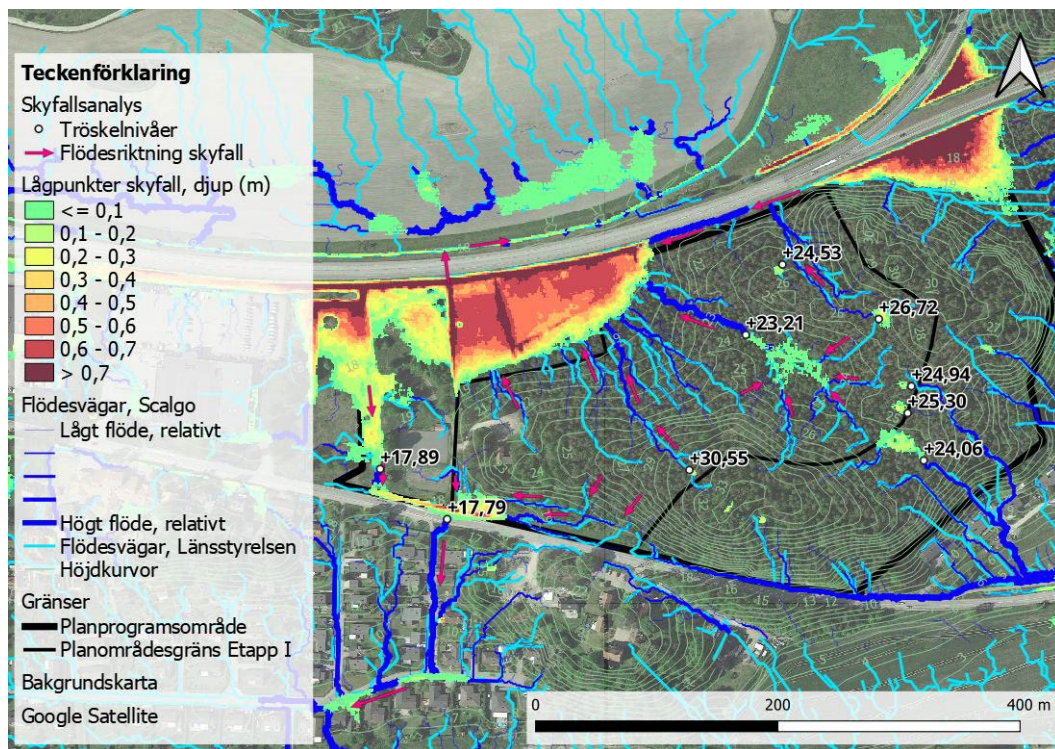 Teckenförklaring
Skyfallsanalys
Tröskelnivåer
Flödesriktning skyfall
Lågpunkter skyfall, djup (m)
<= 0,1
0,1 - 0,2
0,2 - 0,3
0,3 - 0,4
0,4 - 0,5
0,5 - 0,6
0,6 - 0,7
> 0,7
Flödesvägar, Scalgo
Lågt flöde, relativt
Högt flöde, relativt
Flödesvägar, Länsstyrelsen
Höjdkurvor
Gränser
Planprogramsområde
Planområdesgräns Etapp I
Bakgrundskarta
Google Satellite
+24,53
+26,72
+23,21
+24,94
+25,30
+24,06
+30,55
+17,89
+17,79
0 200 400 m